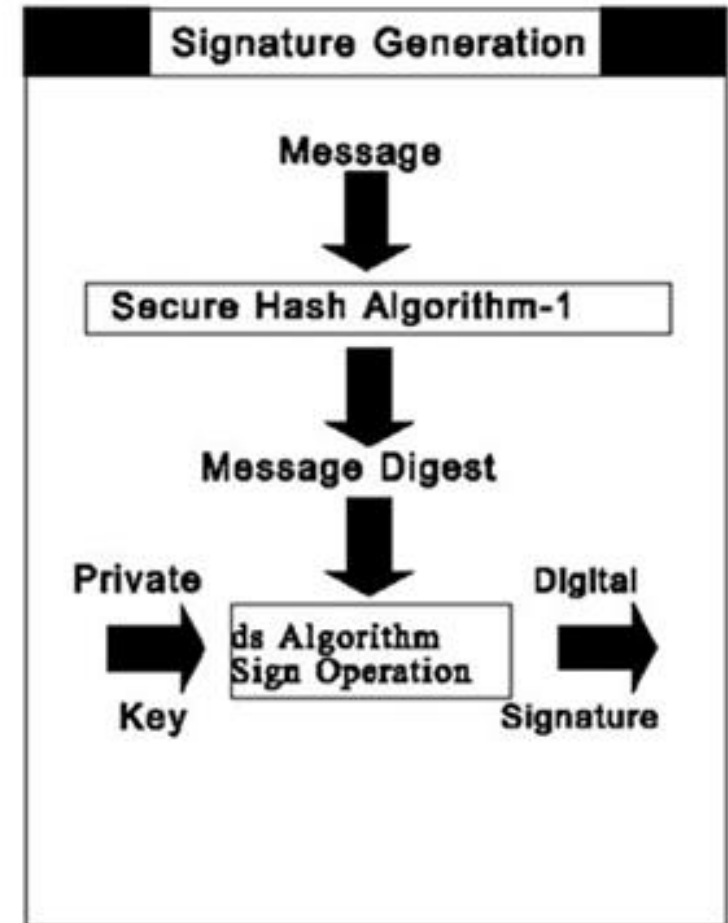 Signature Generation
Message
Secure Hash Algorithm-1
Message Digest
Private
Key
ds Algorithm
Sign Operation
Digital
Signature